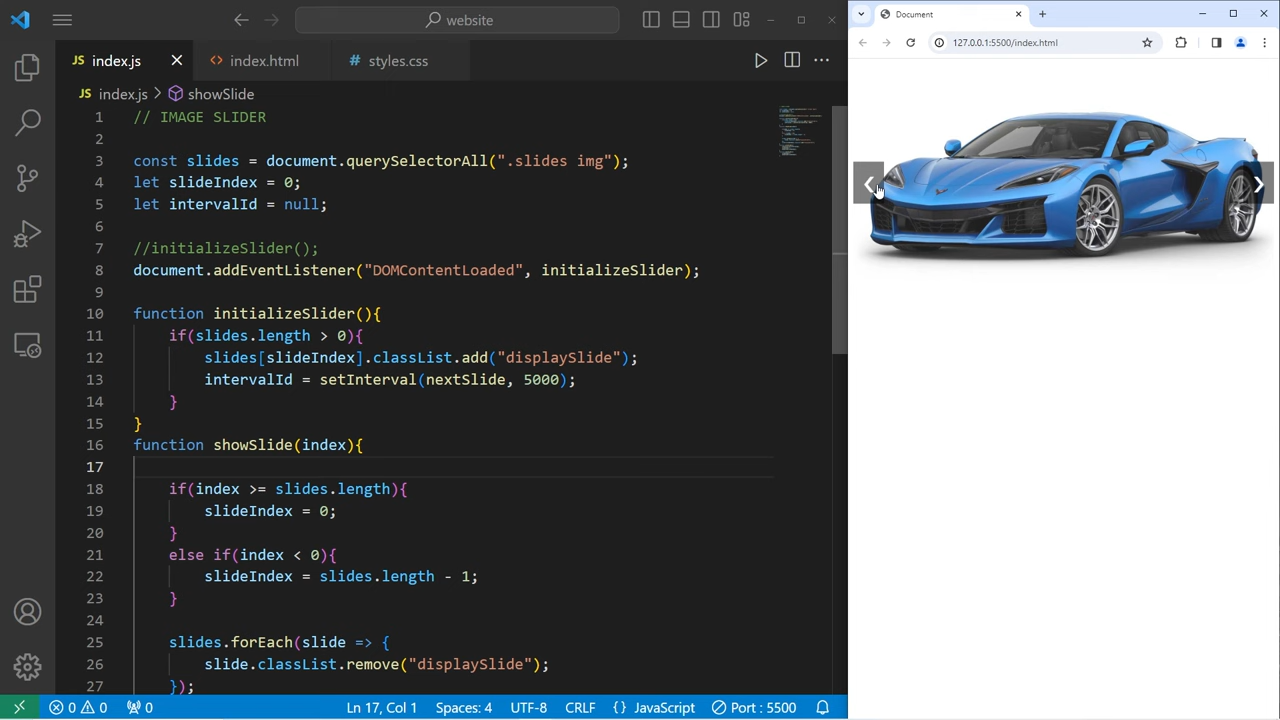 website
JS index.js
<> index.html
# styles.css
JS index.js > showSlide
1 // IMAGE SLIDER
2
3 const slides = document.querySelectorAll(".slides img");
4 let slideIndex = 0;
5 let intervalId = null;
6
7 //initializeSlider();
8 document.addEventListener("DOMContentLoaded", initializeSlider);
9
10 function initializeSlider(){
11 if(slides.length > 0){
12 slides[slideIndex].classList.add("displaySlide");
13 intervalId = setInterval(nextSlide, 5000);
14 }
15 }
16 function showSlide(index){
17
18 if(index >= slides.length){
19 slideIndex = 0;
20 }
21 else if(index < 0){
22 slideIndex = slides.length - 1;
23 }
24
25 slides.forEach(slide => {
26 slide.classList.remove("displaySlide");
27 });
0 0 0 Ln 17, Col 1 Spaces: 4 UTF-8 CRLF {} JavaScript Port : 5500
Document
127.0.0.1:5500/index.html
❮ ❯